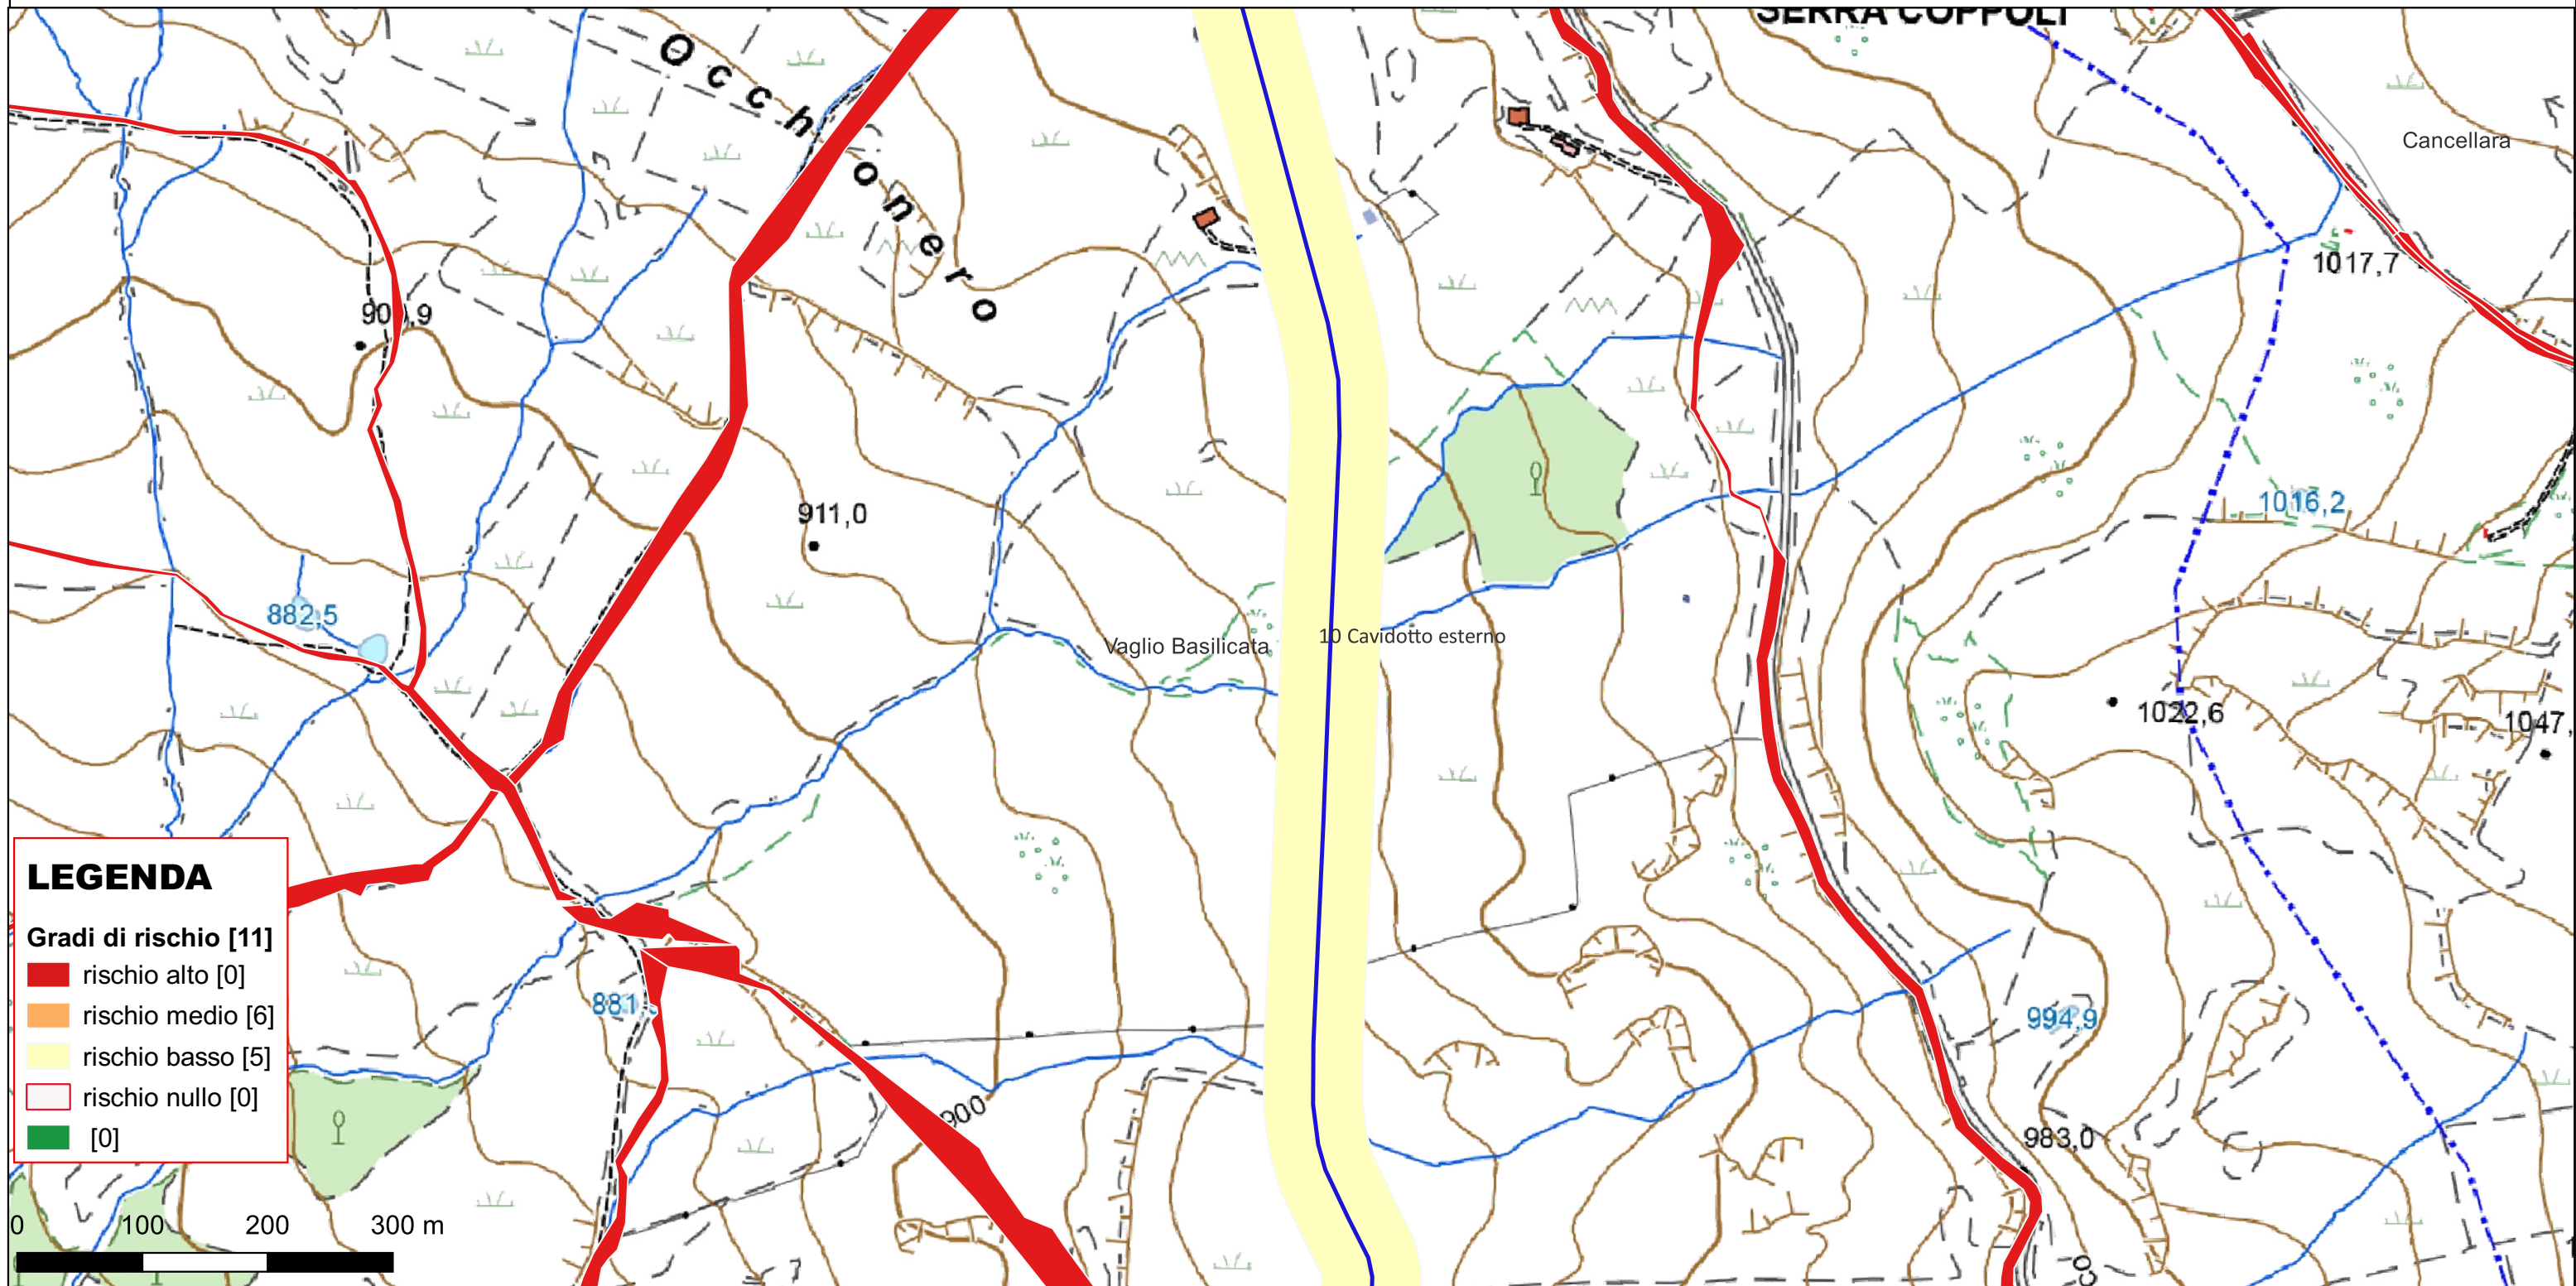 SERRA COPPOLI
Occhionero
Cancellara
1017,7
911,0
1016,2
882,5
10 Cavidotto esterno
Vaglio Basilicata
1022,6
1047,
LEGENDA
Gradi di rischio [11]
rischio alto [0]
rischio medio [6]
rischio basso [5]
rischio nullo [0]
[0]
994,9
900
983,0
0 100 200 300 m